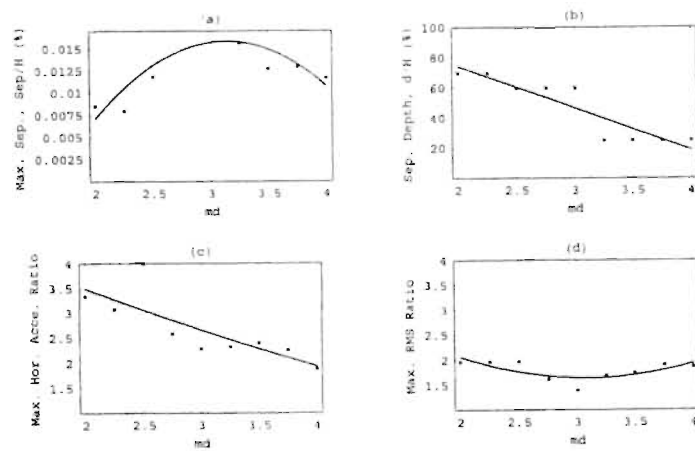 (a)
Max. Sep., Sep/H (%)
0.015
0.0125
0.01
0.0075
0.005
0.0025
2 2.5 3 3.5 4
md
(b)
Sep. Depth, d/H (%)
100
80
60
40
20
2 2.5 3 3.5 4
md
(c)
Max. Hor. Acce. Ratio
4
3.5
3
2.5
2
1.5
2 2.5 3 3.5 4
md
(d)
Max. RMS Ratio
4
3.5
3
2.5
2
1.5
2 2.5 3 3.5 4
md